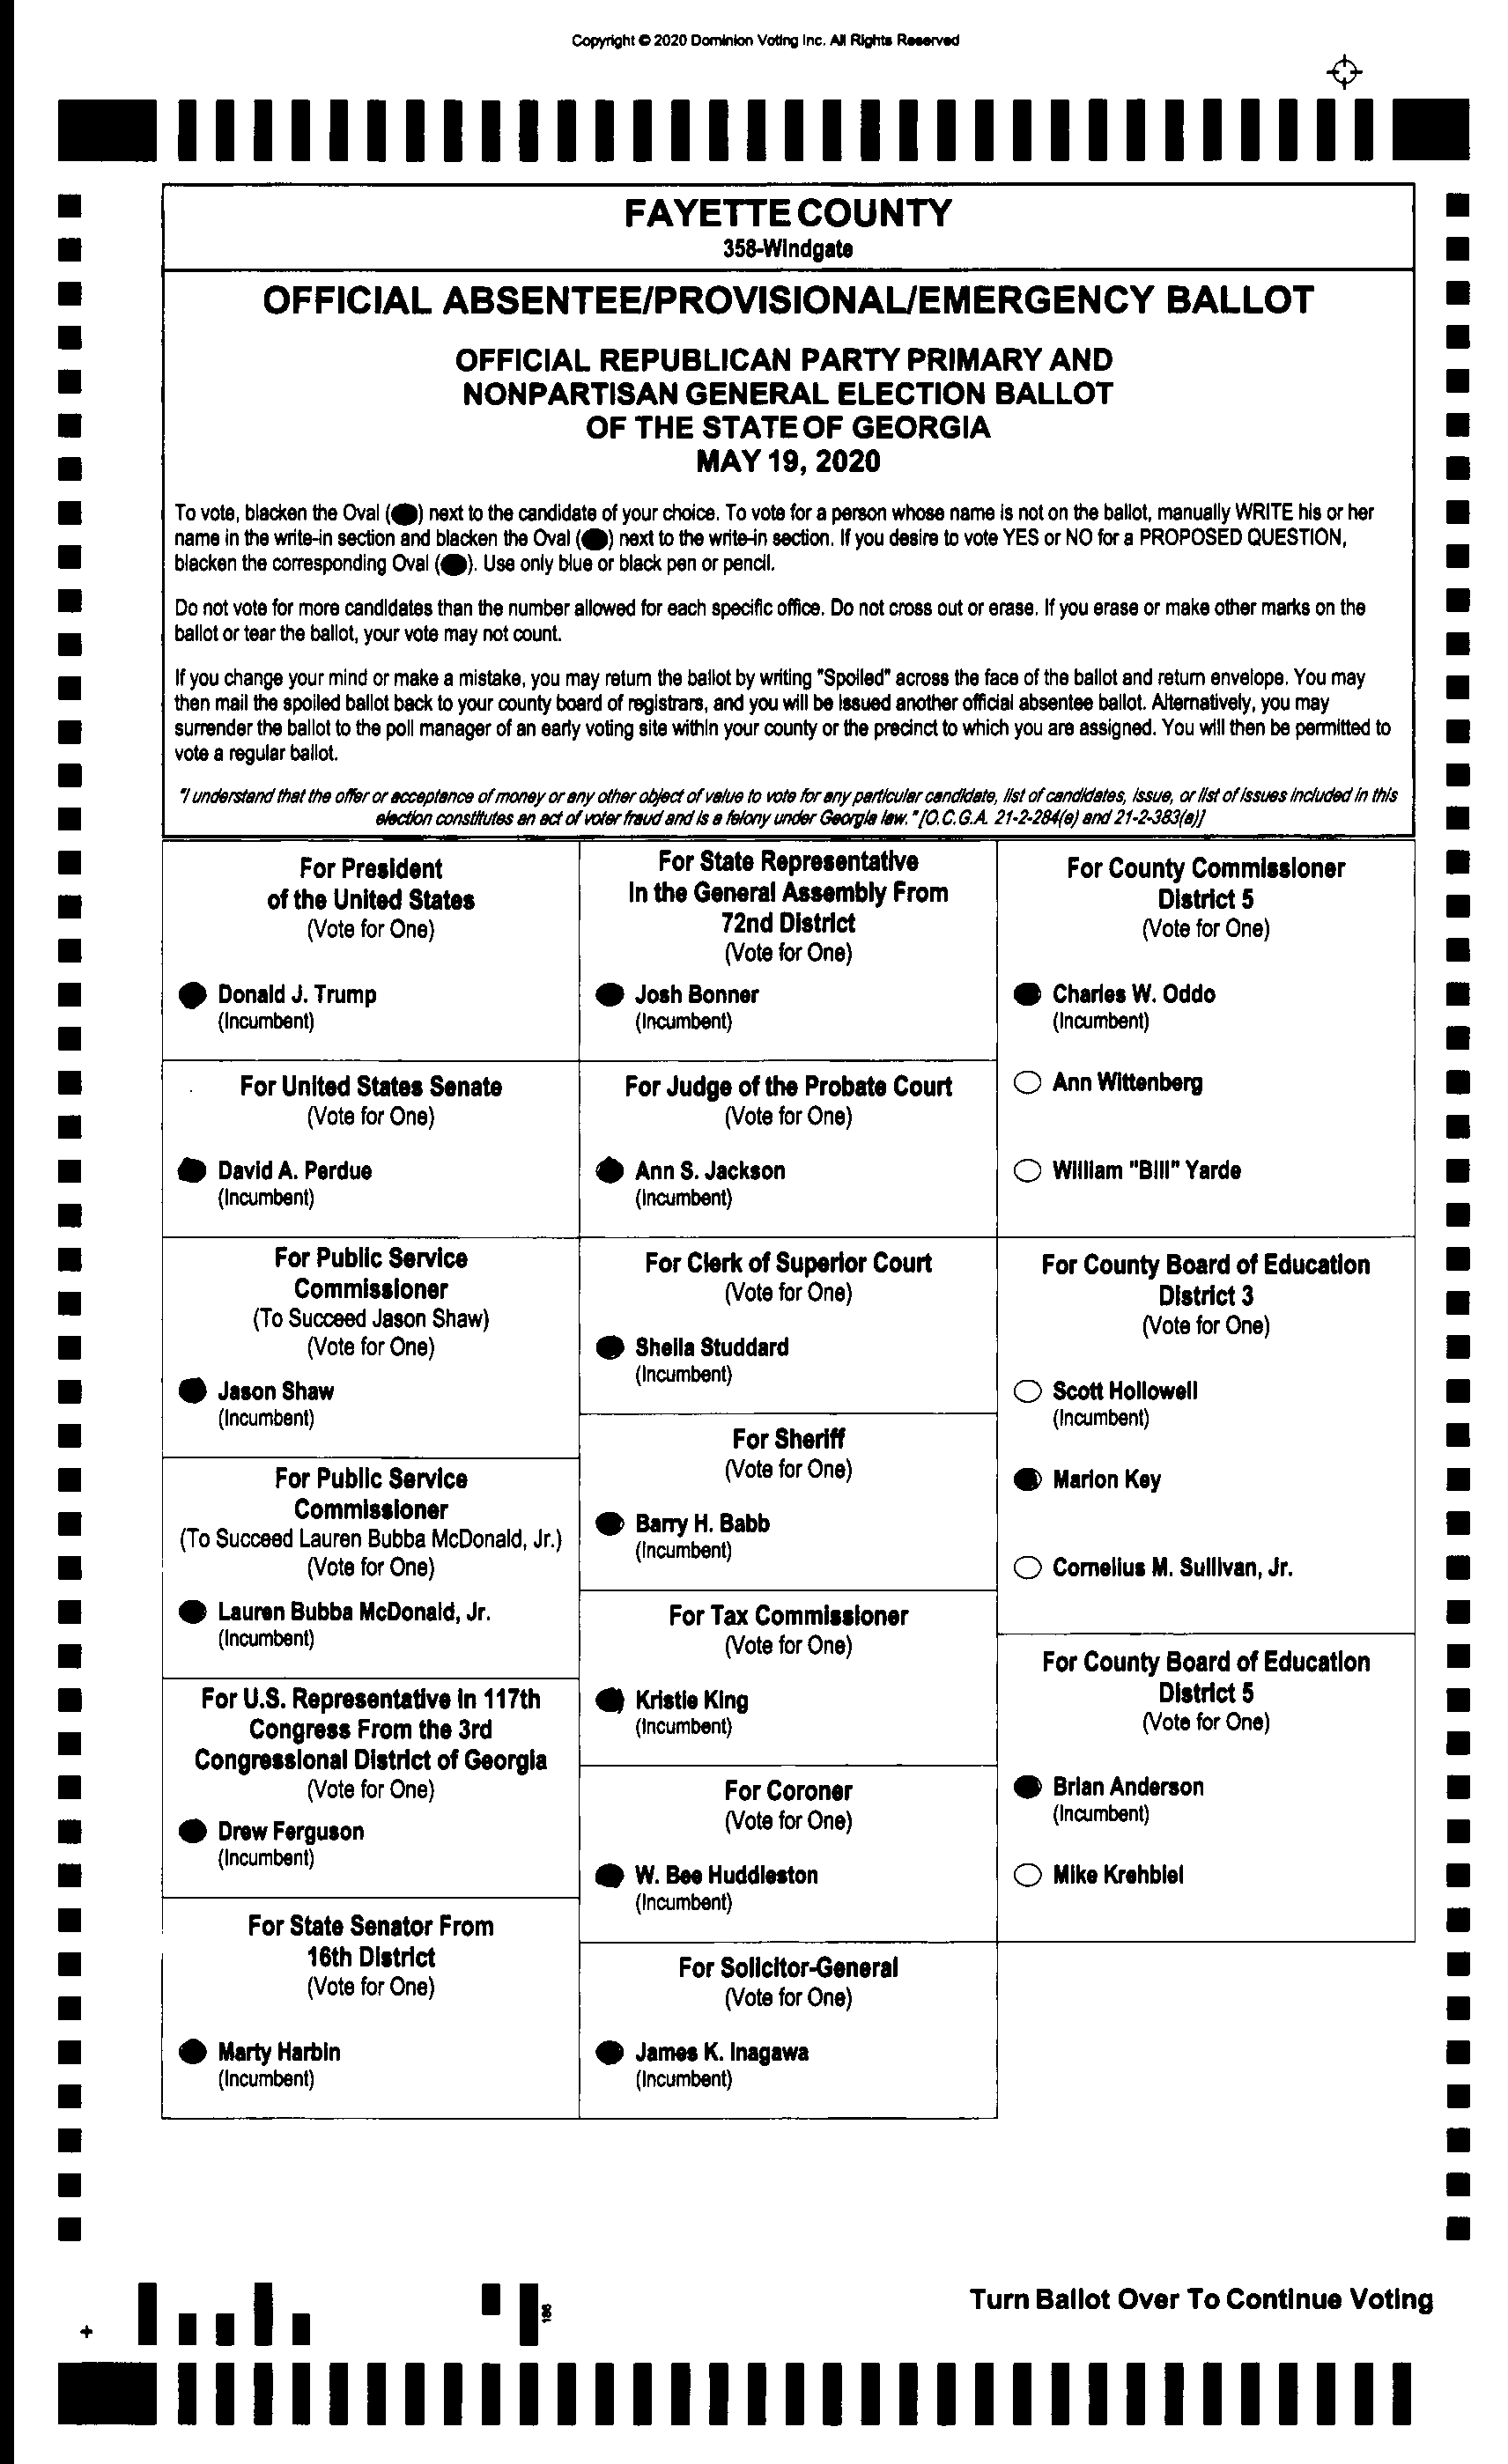 Copyright © 2020 Dominion Voting Inc. All Rights Reserved
FAYETTE COUNTY
358-Windgate
OFFICIAL ABSENTEE/PROVISIONAL/EMERGENCY BALLOT
OFFICIAL REPUBLICAN PARTY PRIMARY AND
NONPARTISAN GENERAL ELECTION BALLOT
OF THE STATE OF GEORGIA
MAY 19, 2020
To vote, blacken the Oval ( ) next to the candidate of your choice. To vote for a person whose name is not on the ballot, manually WRITE his or her
name in the write-in section and blacken the Oval ( ) next to the write-in section. If you desire to vote YES or NO for a PROPOSED QUESTION,
blacken the corresponding Oval ( ). Use only blue or black pen or pencil.
Do not vote for more candidates than the number allowed for each specific office. Do not cross out or erase. If you erase or make other marks on the
ballot or tear the ballot, your vote may not count.
If you change your mind or make a mistake, you may return the ballot by writing "Spoiled" across the face of the ballot and return envelope. You may
then mail the spoiled ballot back to your county board of registrars, and you will be issued another official absentee ballot. Alternatively, you may
surrender the ballot to the poll manager of an early voting site within your county or the precinct to which you are assigned. You will then be permitted to
vote a regular ballot.
"I understand that the offer or acceptance of money or any other object of value to vote for any particular candidate, list of candidates, issue, or list of issues included in this
election constitutes an act of voter fraud and is a felony under Georgia law." [O.C.G.A. 21-2-284(e) and 21-2-383(a)]
For President
of the United States
(Vote for One)
Donald J. Trump
(Incumbent)
For United States Senate
(Vote for One)
David A. Perdue
(Incumbent)
For Public Service
Commissioner
(To Succeed Jason Shaw)
(Vote for One)
Jason Shaw
(Incumbent)
For Public Service
Commissioner
(To Succeed Lauren Bubba McDonald, Jr.)
(Vote for One)
Lauren Bubba McDonald, Jr.
(Incumbent)
For U.S. Representative in 117th
Congress From the 3rd
Congressional District of Georgia
(Vote for One)
Drew Ferguson
(Incumbent)
For State Senator From
16th District
(Vote for One)
Marty Harbin
(Incumbent)
For State Representative
In the General Assembly From
72nd District
(Vote for One)
Josh Bonner
(Incumbent)
For Judge of the Probate Court
(Vote for One)
Ann S. Jackson
(Incumbent)
For Clerk of Superior Court
(Vote for One)
Sheila Studdard
(Incumbent)
For Sheriff
(Vote for One)
Barry H. Babb
(Incumbent)
For Tax Commissioner
(Vote for One)
Kristie King
(Incumbent)
For Coroner
(Vote for One)
W. Bee Huddleston
(Incumbent)
For Solicitor-General
(Vote for One)
James K. Inagawa
(Incumbent)
For County Commissioner
District 5
(Vote for One)
Charles W. Oddo
(Incumbent)
Ann Wittenberg
William "Bill" Yarde
For County Board of Education
District 3
(Vote for One)
Scott Hollowell
(Incumbent)
Marion Key
Cornelius M. Sullivan, Jr.
For County Board of Education
District 5
(Vote for One)
Brian Anderson
(Incumbent)
Mike Krehbiel
186
Turn Ballot Over To Continue Voting